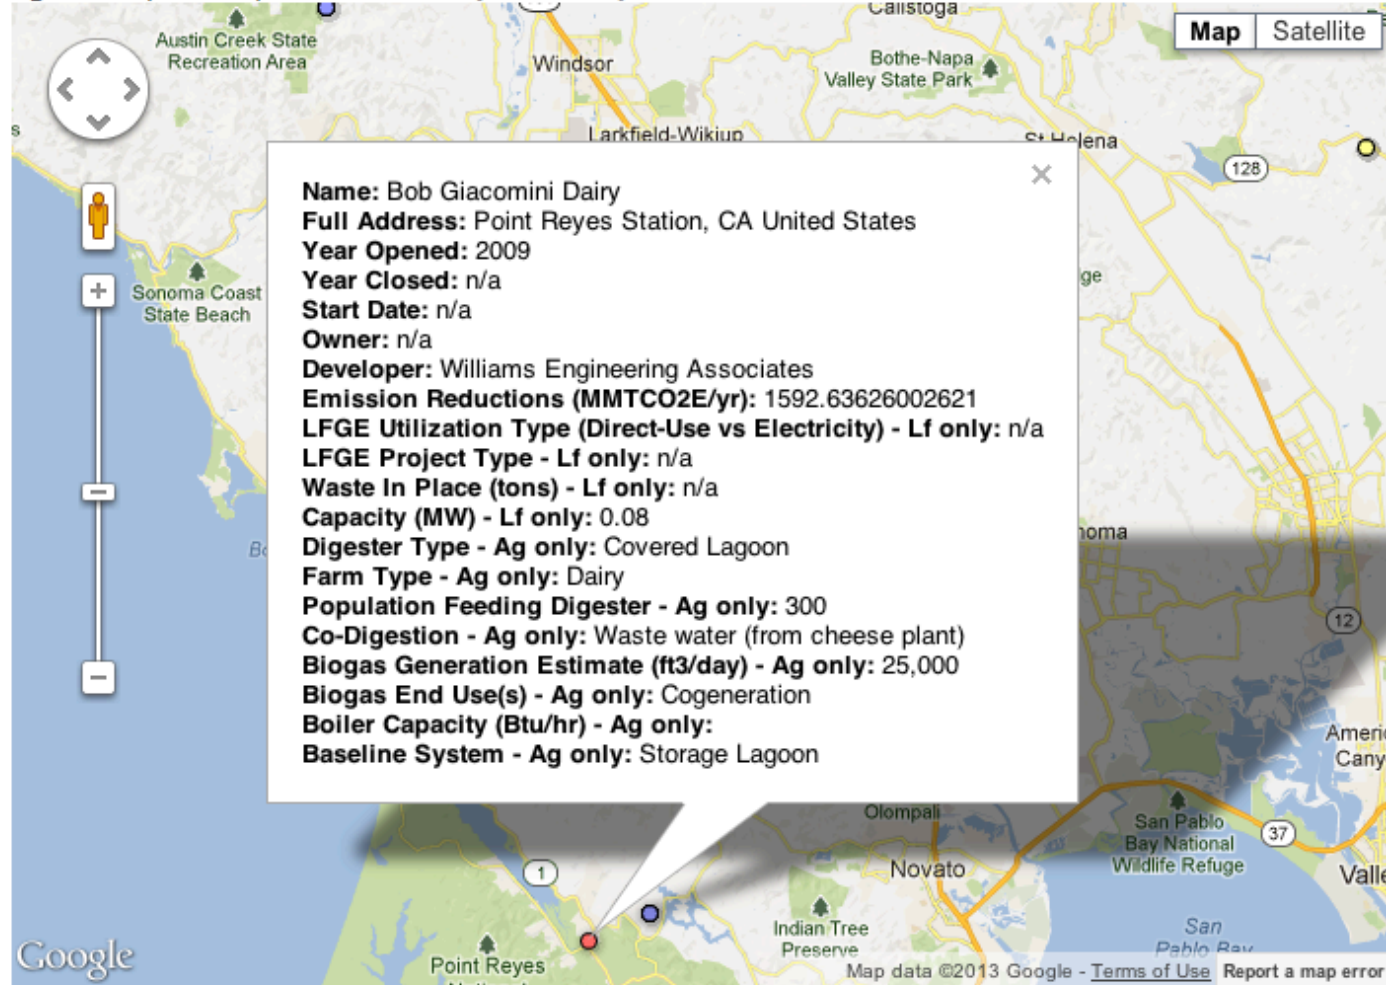 Calistoga
Map Satellite
Austin Creek State
Recreation Area
Windsor
Bothe-Napa
Valley State Park
Larkfield-Wikiup
St Helena
128
Name: Bob Giacomini Dairy
Full Address: Point Reyes Station, CA United States
Year Opened: 2009
Year Closed: n/a
Start Date: n/a
Owner: n/a
Developer: Williams Engineering Associates
Emission Reductions (MMTCO2E/yr): 1592.63626002621
LFGE Utilization Type (Direct-Use vs Electricity) - Lf only: n/a
LFGE Project Type - Lf only: n/a
Waste In Place (tons) - Lf only: n/a
Capacity (MW) - Lf only: 0.08
Digester Type - Ag only: Covered Lagoon
Farm Type - Ag only: Dairy
Population Feeding Digester - Ag only: 300
Co-Digestion - Ag only: Waste water (from cheese plant)
Biogas Generation Estimate (ft3/day) - Ag only: 25,000
Biogas End Use(s) - Ag only: Cogeneration
Boiler Capacity (Btu/hr) - Ag only:
Baseline System - Ag only: Storage Lagoon
Sonoma Coast
State Beach
ge
noma
12
Ameri
Cany
Olompali
San Pablo
Bay National
Wildlife Refuge
37
1
Novato
Valle
Indian Tree
Preserve
San
Pablo Bay
Point Reyes
Google
Map data ©2013 Google - Terms of Use Report a map error